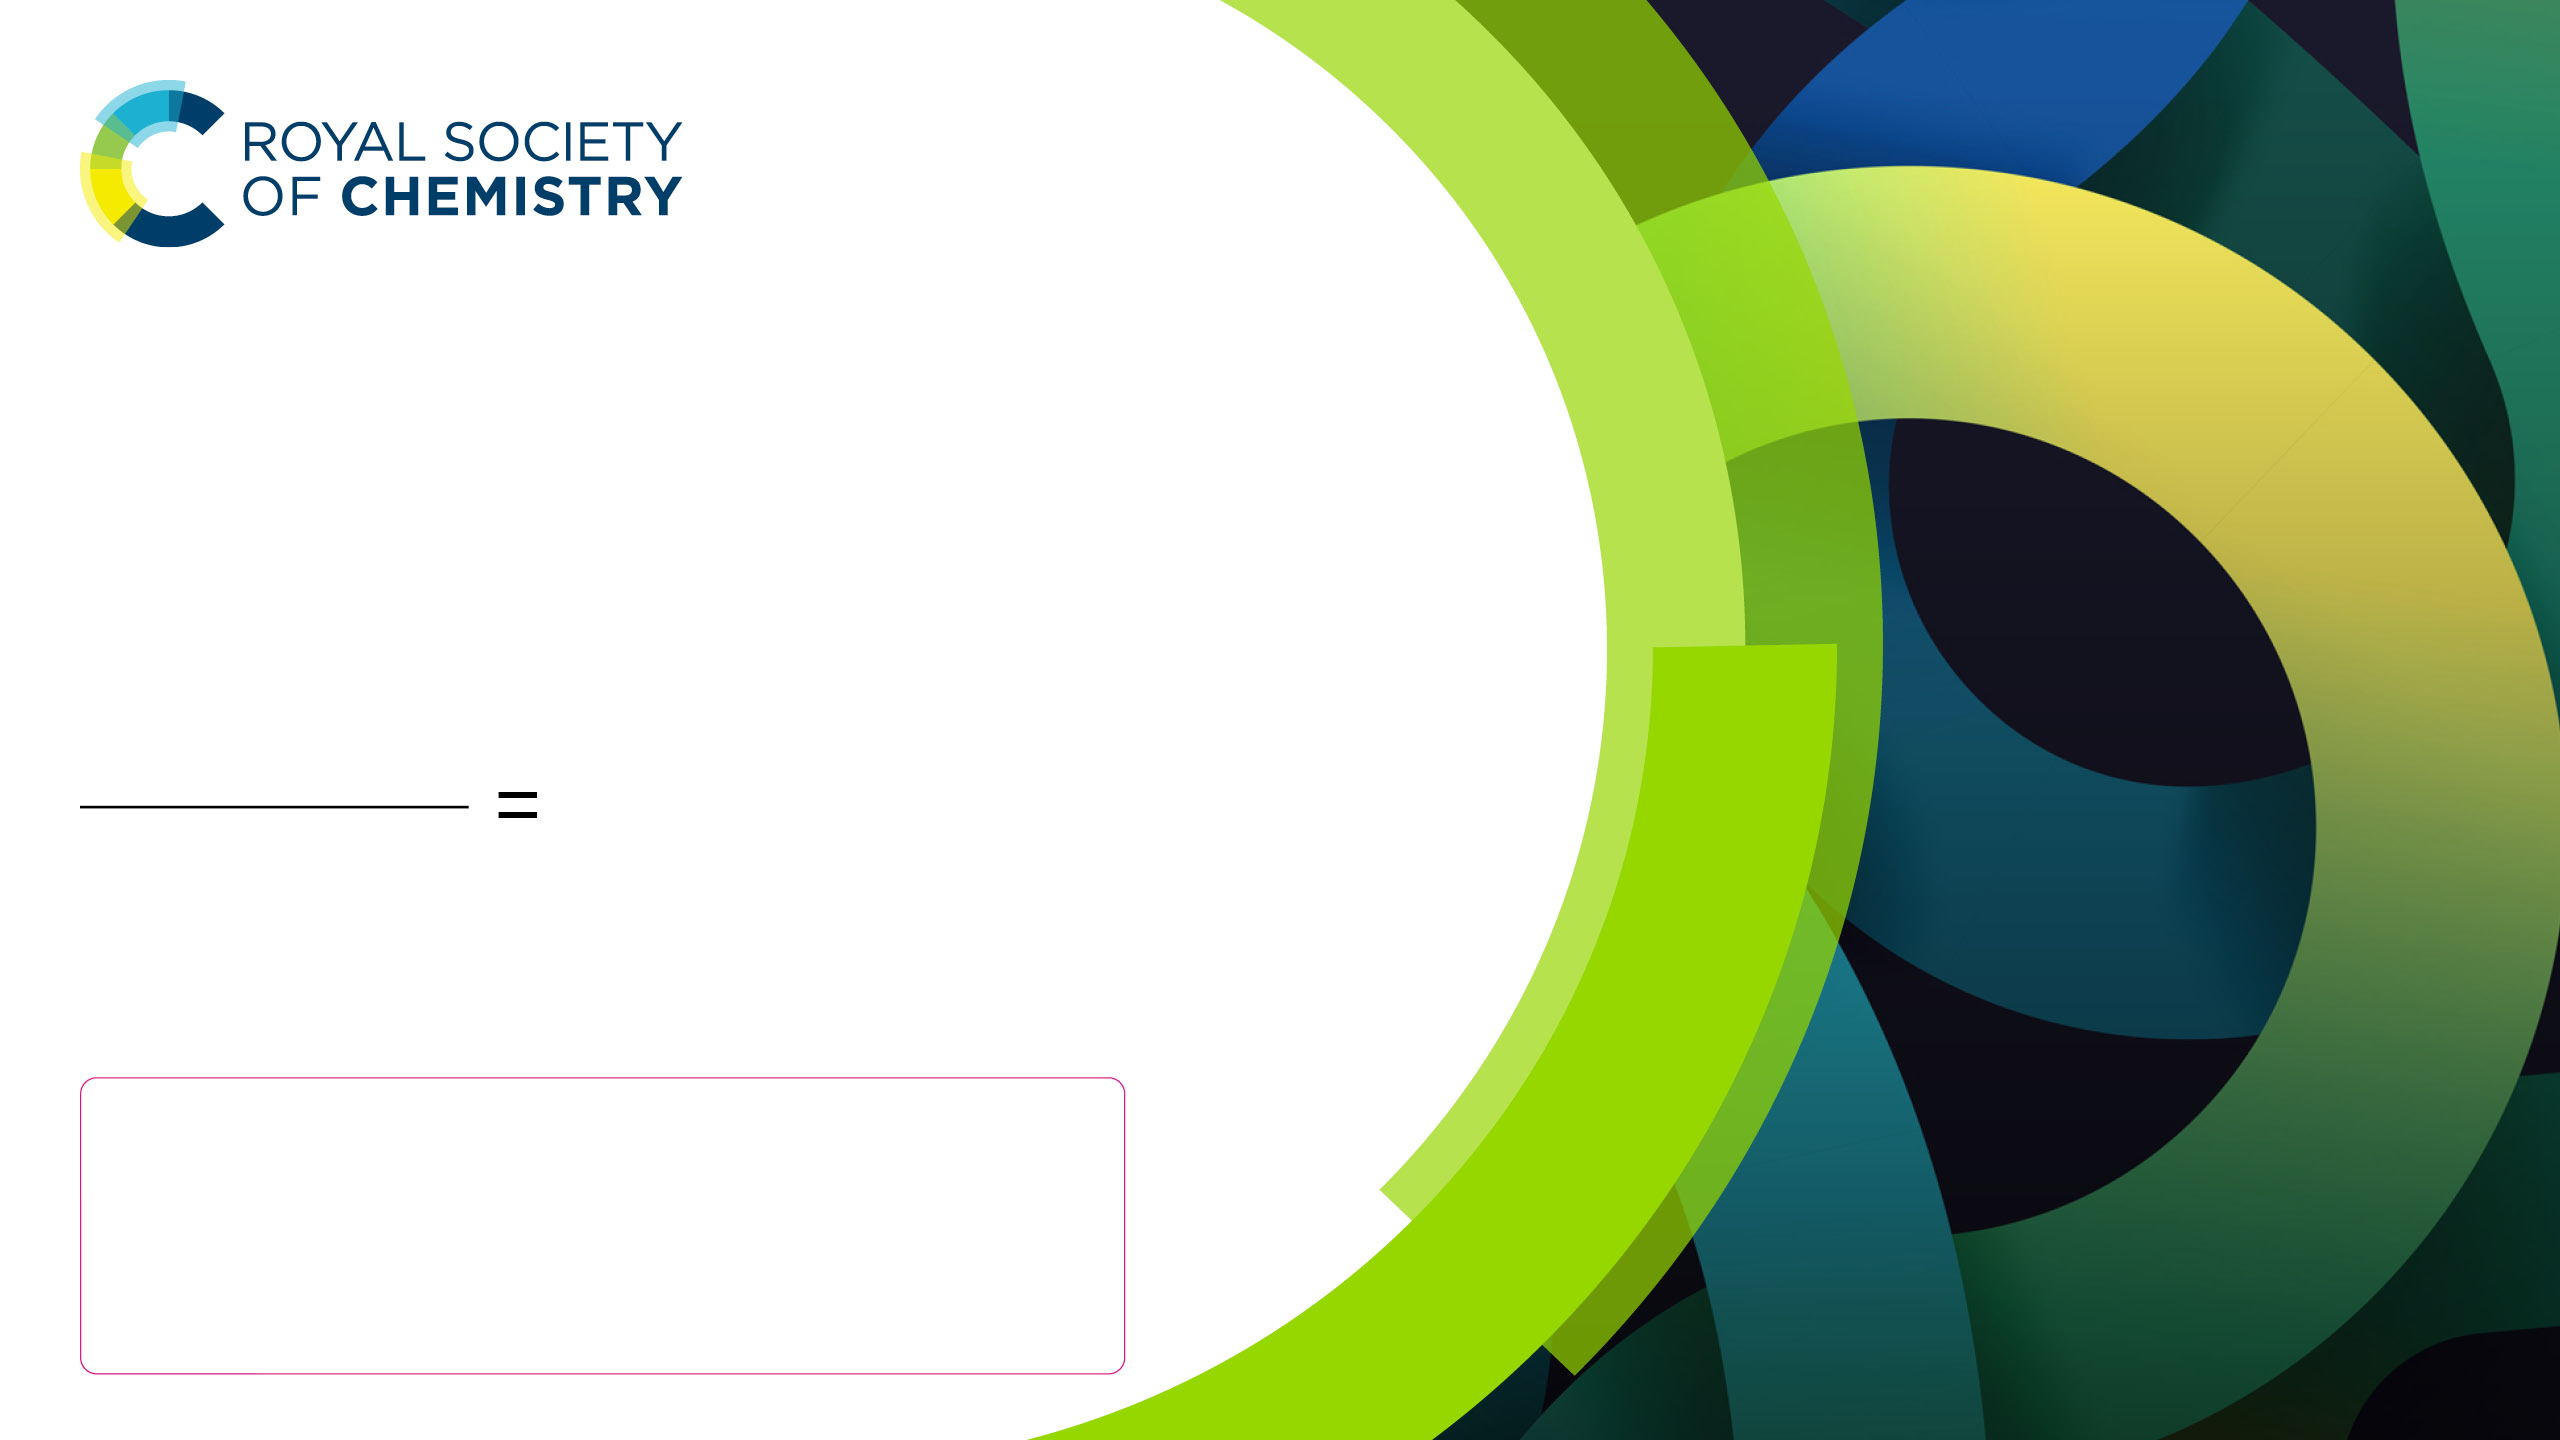 ROYAL SOCIETY
OF CHEMISTRY
=